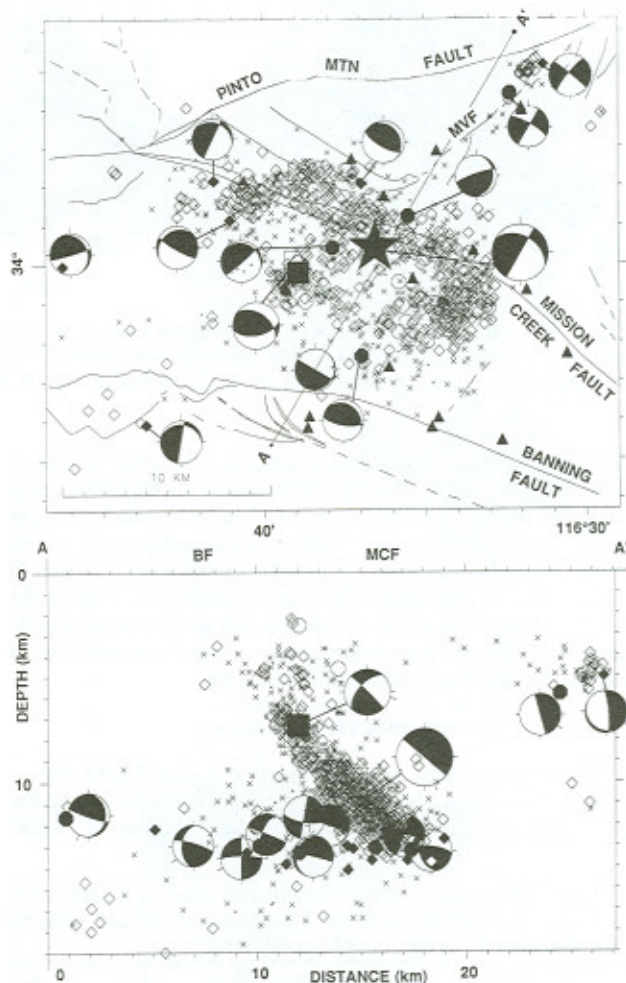 A'
PINTO MTN FAULT
MVF
34°
MISSION
CREEK FAULT
BANNING
FAULT
A
10 KM
40' 116° 30'
A BF MCF A'
0
DEPTH (km)
10
0 10 20
DISTANCE (km)